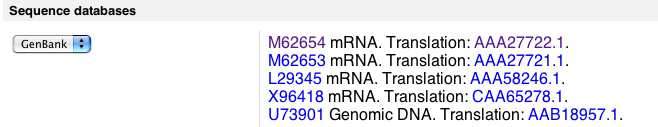 Sequence databases
GenBank
M62654 mRNA. Translation: AAA27722.1.
M62653 mRNA. Translation: AAA27721.1.
L29345 mRNA. Translation: AAA58246.1.
X96418 mRNA. Translation: CAA65278.1.
U73901 Genomic DNA. Translation: AAB18957.1.